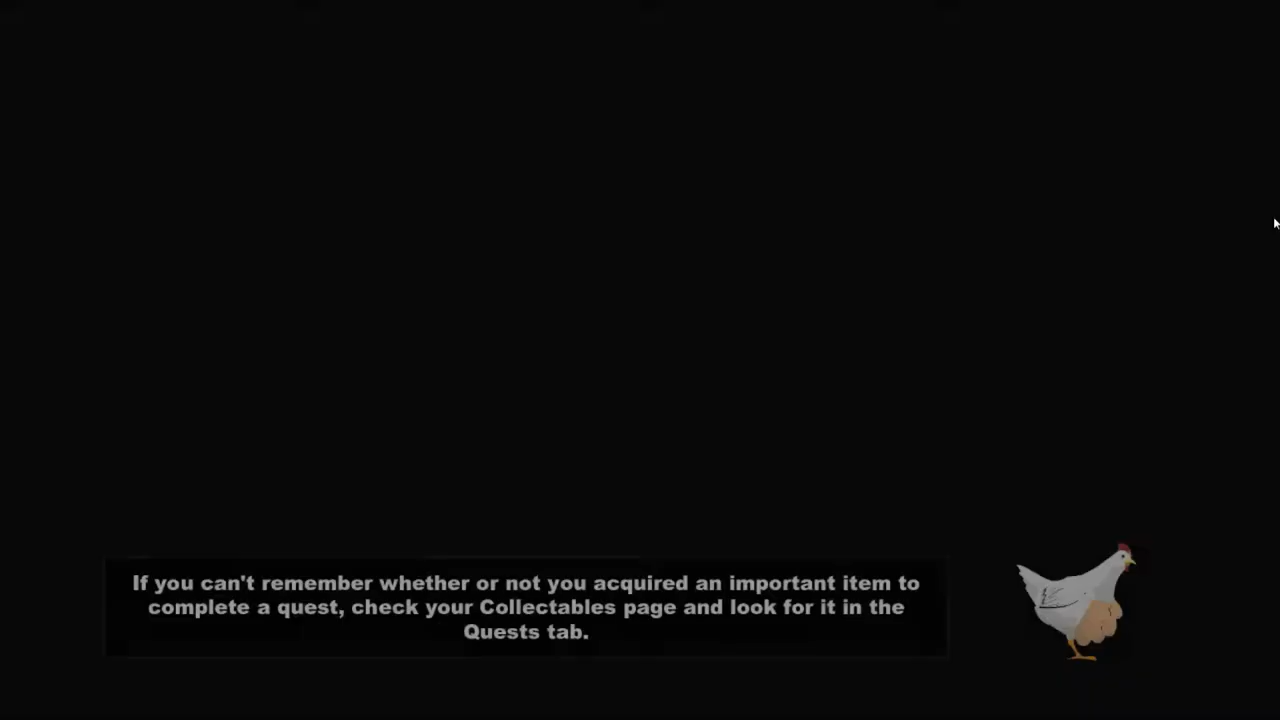 If you can't remember whether or not you acquired an important item to
complete a quest, check your Collectables page and look for it in the
Quests tab.